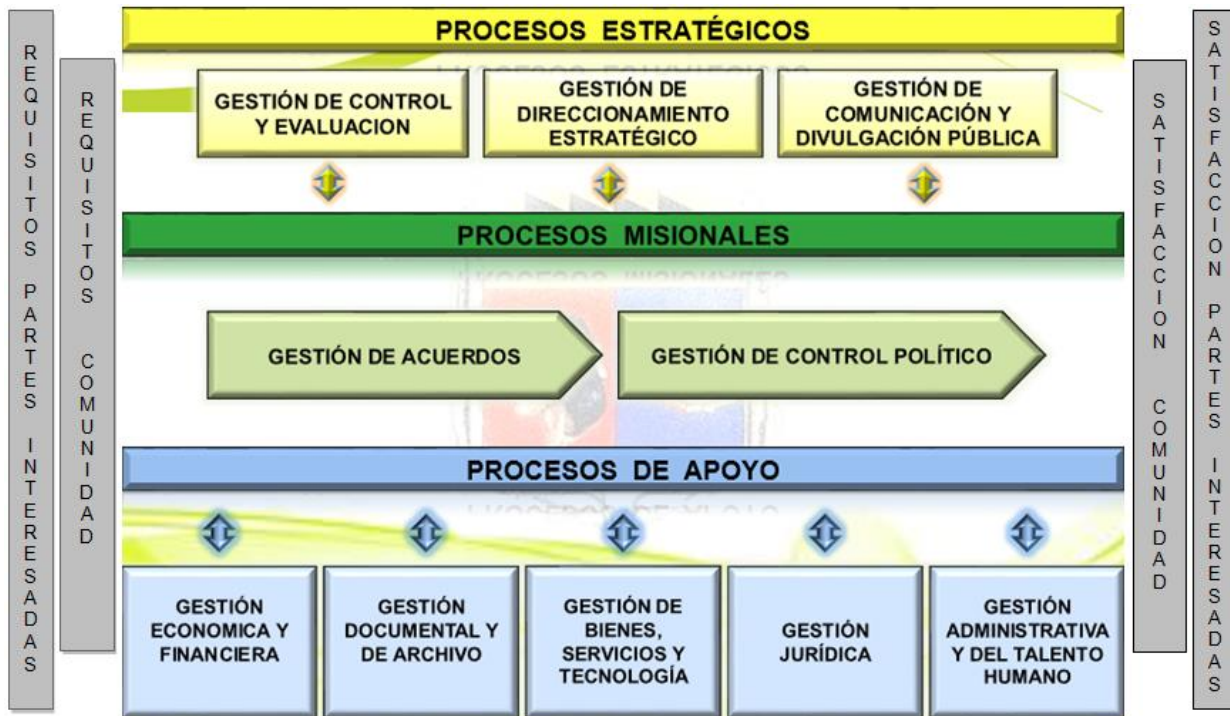 REQUISITOS PARTES INTERESADAS
REQUISITOS COMUNIDAD
PROCESOS ESTRATÉGICOS
GESTIÓN DE CONTROL
Y EVALUACION
GESTIÓN DE
DIRECCIONAMIENTO
ESTRATÉGICO
GESTIÓN DE
COMUNICACIÓN Y
DIVULGACIÓN PÚBLICA
PROCESOS MISIONALES
GESTIÓN DE ACUERDOS
GESTIÓN DE CONTROL POLÍTICO
PROCESOS DE APOYO
GESTIÓN
ECONOMICA Y
FINANCIERA
GESTIÓN
DOCUMENTAL Y
DE ARCHIVO
GESTIÓN DE
BIENES,
SERVICIOS Y
TECNOLOGÍA
GESTIÓN
JURÍDICA
GESTIÓN
ADMINISTRATIVA
Y DEL TALENTO
HUMANO
SATISFACCION COMUNIDAD
SATISFACCION PARTES INTERESADAS